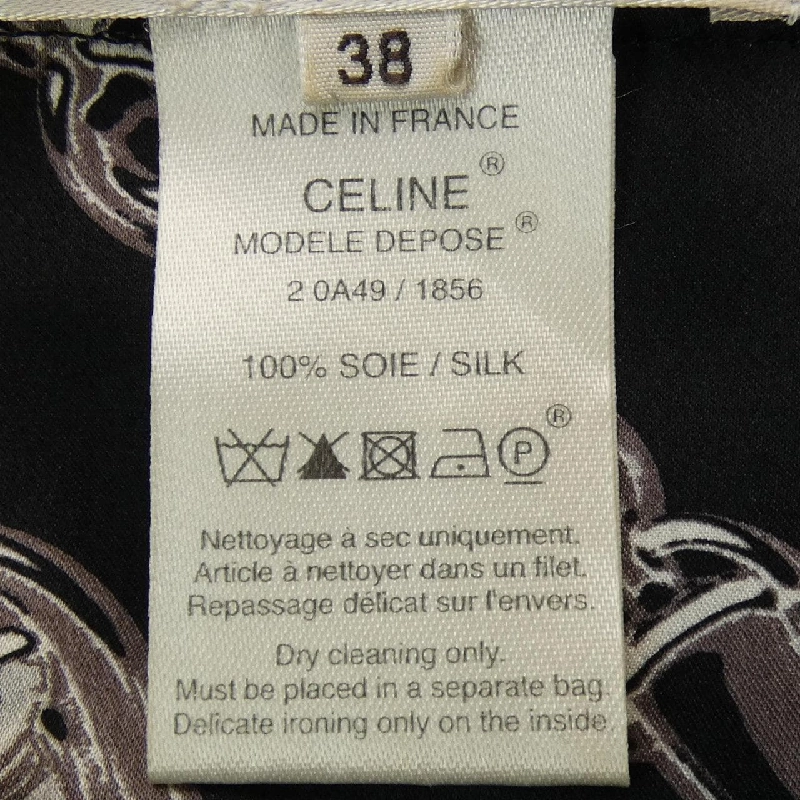 38
MADE IN FRANCE
CELINE ®
MODELE DEPOSE ®
2 0A49 / 1856
100% SOIE / SILK
P ®
Nettoyage à sec uniquement.
Article à nettoyer dans un filet.
Repassage délicat sur l'envers.
Dry cleaning only.
Must be placed in a separate bag.
Delicate ironing only on the inside.